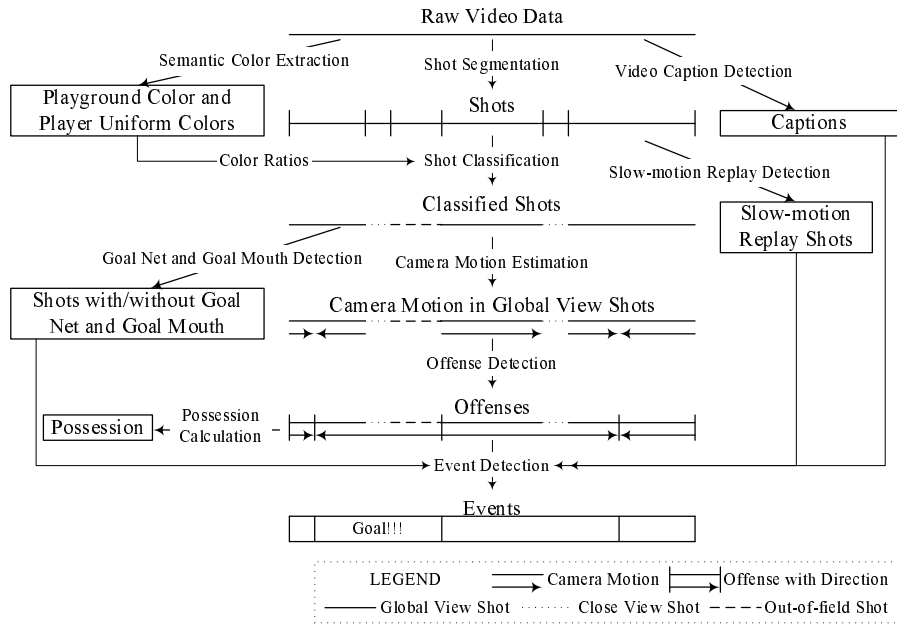 Raw Video Data
Semantic Color Extraction
Shot Segmentation
Video Caption Detection
Playground Color and
Player Uniform Colors
Shots
Captions
Color Ratios
Shot Classification
Slow-motion Replay Detection
Classified Shots
Slow-motion
Replay Shots
Goal Net and Goal Mouth Detection
Camera Motion Estimation
Shots with/without Goal
Net and Goal Mouth
Camera Motion in Global View Shots
Offense Detection
Offenses
Possession
Possession
Calculation
Event Detection
Events
Goal!!!
LEGEND
Camera Motion
Offense with Direction
Global View Shot
Close View Shot
Out-of-field Shot